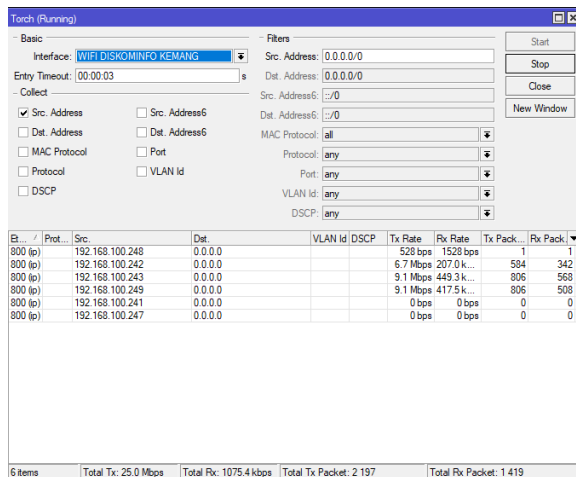 Torch (Running)
Basic
Interface: WIFI DISKOMINFO KEMANG
Entry Timeout: 00:00:03 s
Collect
Src. Address Src. Address6
Dst. Address Dst. Address6
MAC Protocol Port
Protocol VLAN Id
DSCP
Filters
Src. Address: 0.0.0.0/0
Dst. Address: 0.0.0.0/0
Src. Address6: ::/0
Dst. Address6: ::/0
MAC Protocol: all
Protocol: any
Port: any
VLAN Id: any
DSCP: any
Start
Stop
Close
New Window
Et... Prot... Src. Dst. VLAN Id DSCP Tx Rate Rx Rate Tx Pack... Rx Pack.
800 (ip) 192.168.100.248 0.0.0.0 528 bps 1528 bps 1 1
800 (ip) 192.168.100.242 0.0.0.0 6.7 Mbps 207.0 k... 584 342
800 (ip) 192.168.100.250 0.0.0.0 9.1 Mbps 449.3 k... 806 568
800 (ip) 192.168.100.249 0.0.0.0 9.1 Mbps 417.5 k... 806 508
800 (ip) 192.168.100.241 0.0.0.0 0 bps 0 bps 0 0
800 (ip) 192.168.100.247 0.0.0.0 0 bps 0 bps 0 0
6 items Total Tx: 25.0 Mbps Total Rx: 1075.4 kbps Total Tx Packet: 2 197 Total Rx Packet: 1 419